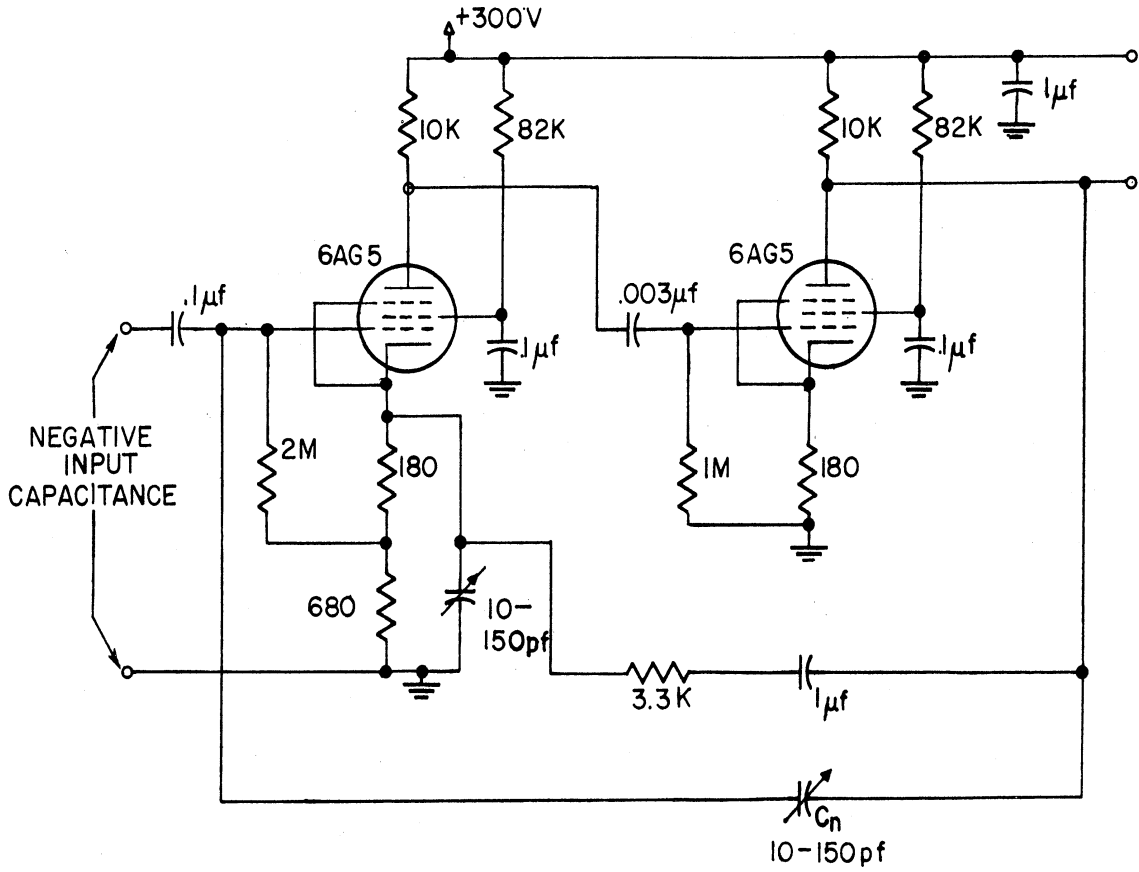 +300V
10K
82K
10K
82K
1μf
6AG5
6AG5
.1μf
.003μf
.1μf
.1μf
NEGATIVE
INPUT
CAPACITANCE
2M
180
1M
180
680
10-
150pf
3.3K
1μf
Cn
10-150pf